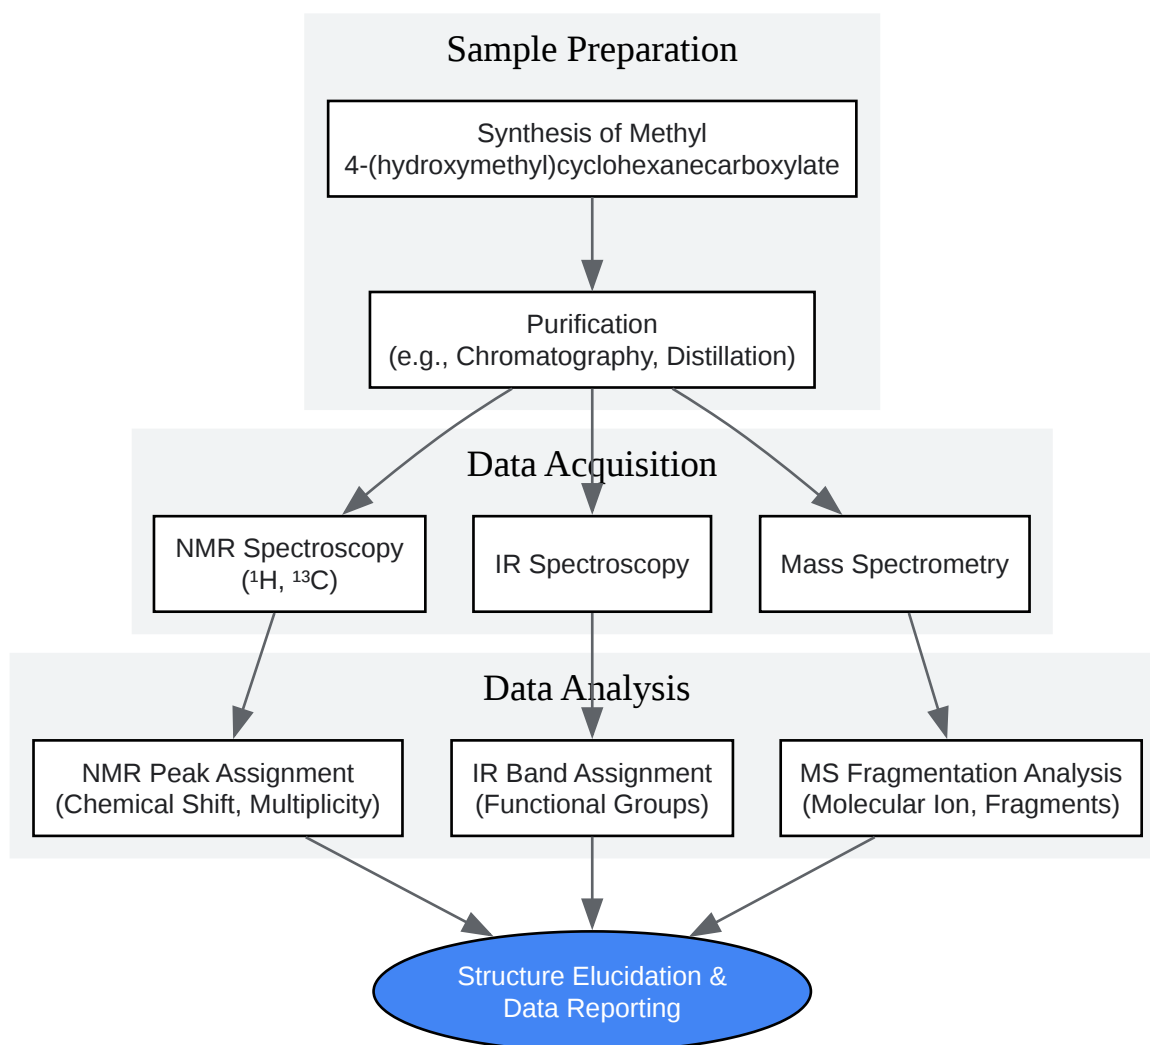 Sample Preparation
Synthesis of Methyl
4-(hydroxymethyl)cyclohexanecarboxylate
Purification
(e.g., Chromatography, Distillation)
Data Acquisition
NMR Spectroscopy
(¹H, ¹³C)
IR Spectroscopy
Mass Spectrometry
Data Analysis
NMR Peak Assignment
(Chemical Shift, Multiplicity)
IR Band Assignment
(Functional Groups)
MS Fragmentation Analysis
(Molecular Ion, Fragments)
Structure Elucidation &
Data Reporting